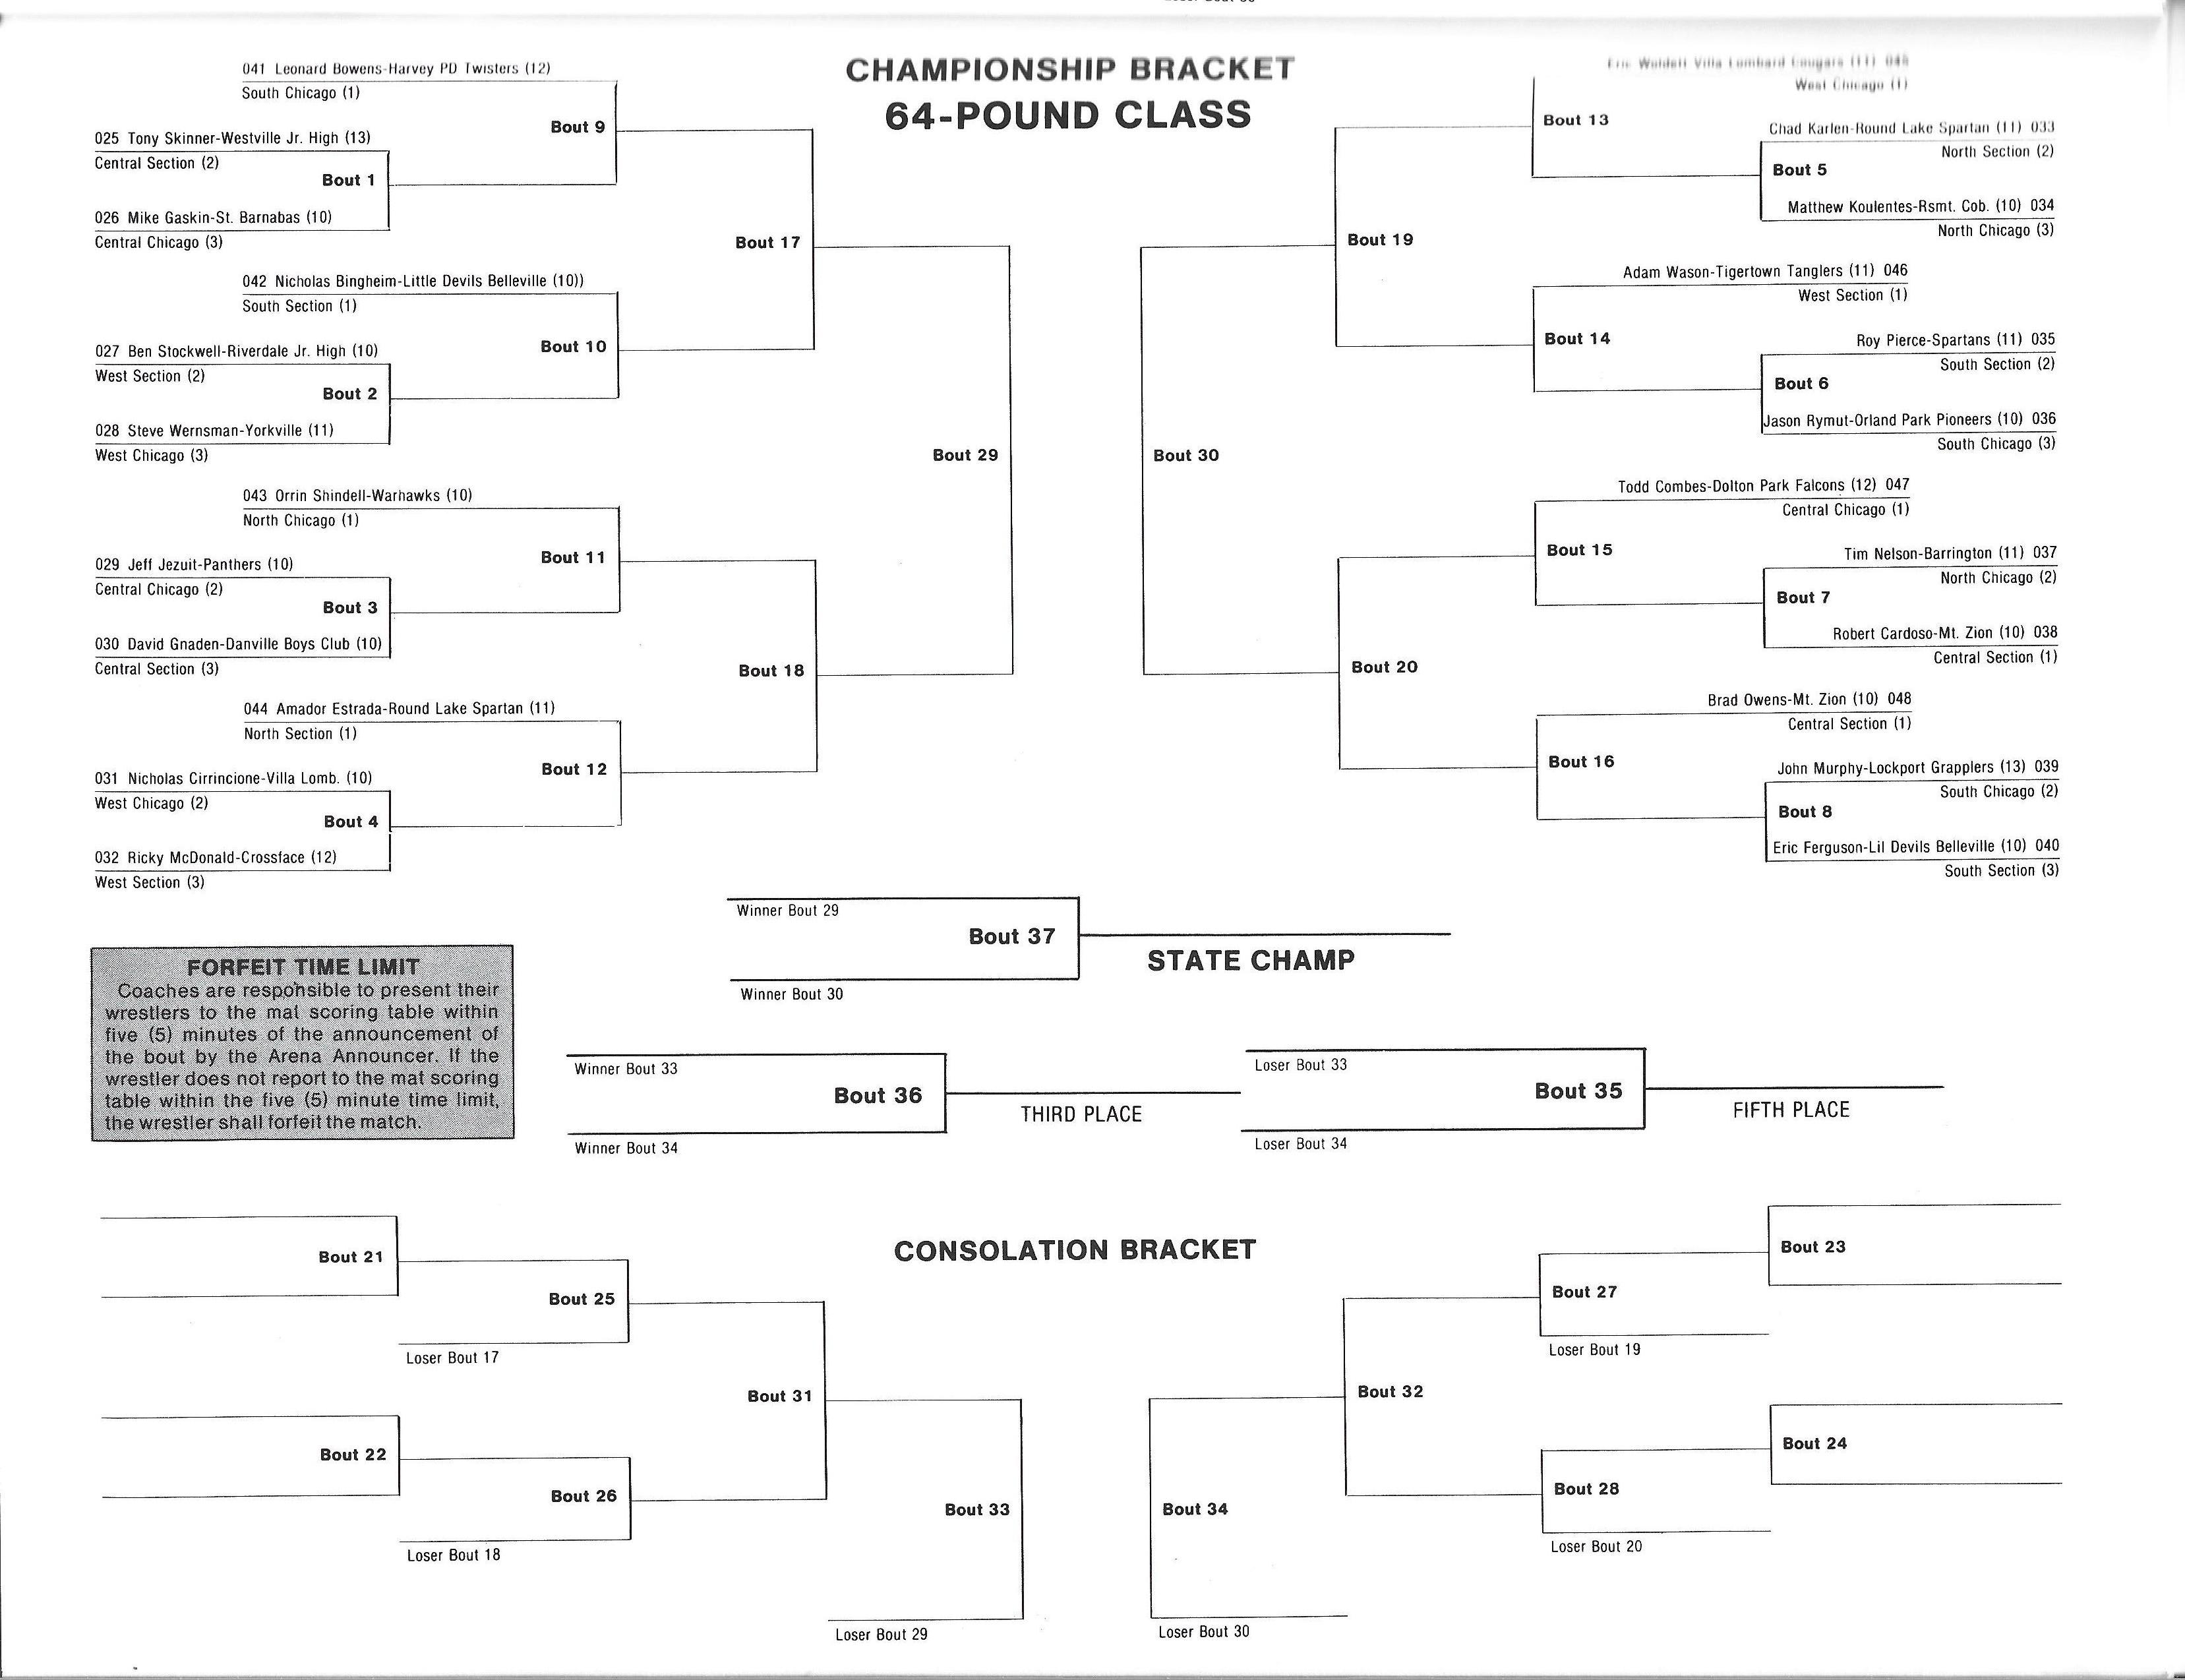 CHAMPIONSHIP BRACKET
64-POUND CLASS
041 Leonard Bowens-Harvey PD Twisters (12)
South Chicago (1)
Bout 9
025 Tony Skinner-Westville Jr. High (13)
Central Section (2)
Bout 1
026 Mike Gaskin-St. Barnabas (10)
Central Chicago (3)
Bout 17
042 Nicholas Bingheim-Little Devils Belleville (10))
South Section (1)
Bout 10
027 Ben Stockwell-Riverdale Jr. High (10)
West Section (2)
Bout 2
028 Steve Wernsman-Yorkville (11)
West Chicago (3)
Bout 29
043 Orrin Shindell-Warhawks (10)
North Chicago (1)
Bout 11
029 Jeff Jezuit-Panthers (10)
Central Chicago (2)
Bout 3
030 David Gnaden-Danville Boys Club (10)
Central Section (3)
Bout 18
044 Amador Estrada-Round Lake Spartan (11)
North Section (1)
Bout 12
031 Nicholas Cirrincione-Villa Lomb. (10)
West Chicago (2)
Bout 4
032 Ricky McDonald-Crossface (12)
West Section (3)
Eric Villa Lombard Cougars (11) 045
West Chicago (1)
Bout 13
Chad Karlen-Round Lake Spartan (11) 033
North Section (2)
Bout 5
Matthew Koulentes-Rsmt. Cob. (10) 034
North Chicago (3)
Bout 19
Adam Wason-Tigertown Tanglers (11) 046
West Section (1)
Bout 14
Roy Pierce-Spartans (11) 035
South Section (2)
Bout 6
Jason Rymut-Orland Park Pioneers (10) 036
South Chicago (3)
Bout 30
Todd Combes-Dolton Park Falcons (12) 047
Central Chicago (1)
Bout 15
Tim Nelson-Barrington (11) 037
North Chicago (2)
Bout 7
Robert Cardoso-Mt. Zion (10) 038
Central Section (1)
Bout 20
Brad Owens-Mt. Zion (10) 048
Central Section (1)
Bout 16
John Murphy-Lockport Grapplers (13) 039
South Chicago (2)
Bout 8
Eric Ferguson-Lil Devils Belleville (10) 040
South Section (3)
Winner Bout 29
Bout 37
STATE CHAMP
Winner Bout 30
FORFEIT TIME LIMIT
Coaches are responsible to present their
wrestlers to the mat scoring table within
five (5) minutes of the announcement of
the bout by the Arena Announcer. If the
wrestler does not report to the mat scoring
table within the five (5) minute time limit,
the wrestler shall forfeit the match.
Winner Bout 33
Bout 36
THIRD PLACE
Winner Bout 34
Loser Bout 33
Bout 35
FIFTH PLACE
Loser Bout 34
CONSOLATION BRACKET
Bout 21
Bout 25
Loser Bout 17
Bout 31
Bout 22
Bout 26
Loser Bout 18
Bout 33
Loser Bout 29
Bout 23
Bout 27
Loser Bout 19
Bout 32
Bout 24
Bout 28
Loser Bout 20
Bout 34
Loser Bout 30